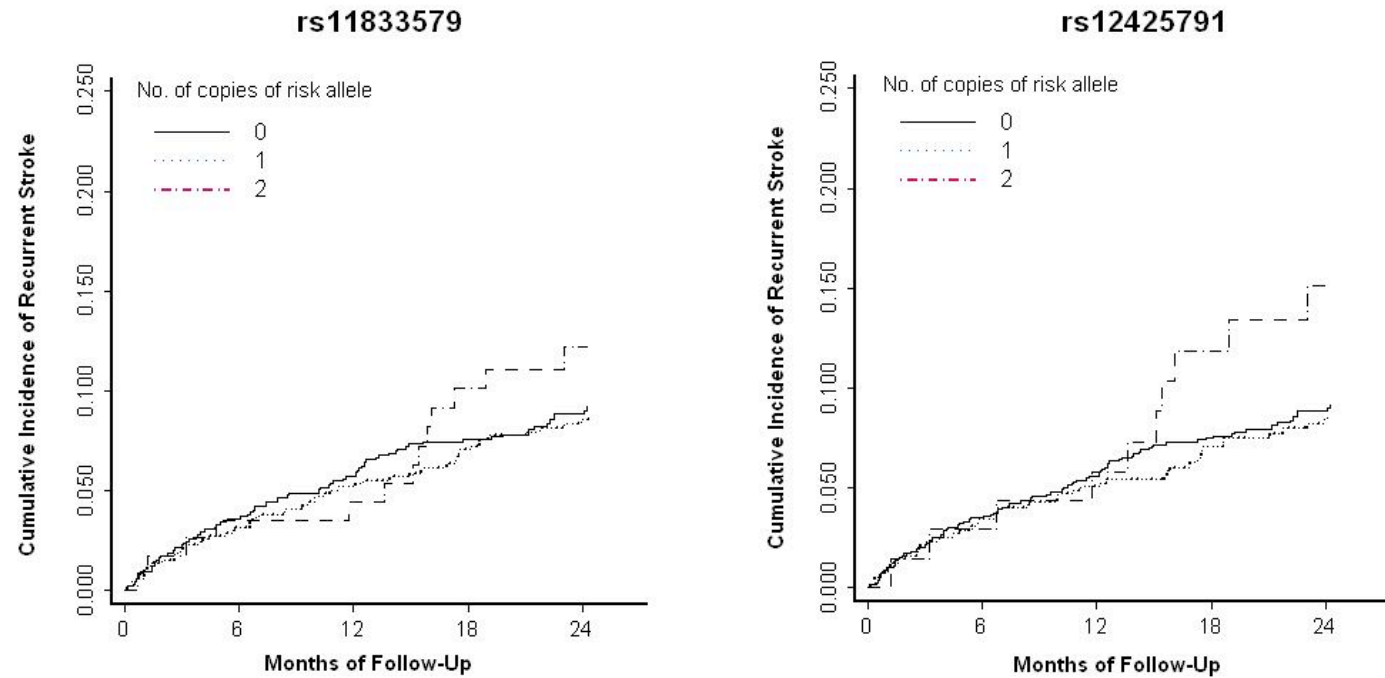 rs11833579
No. of copies of risk allele
0
1
2
Cumulative Incidence of Recurrent Stroke
0.250
0.200
0.150
0.100
0.050
0.000
0 6 12 18 24
Months of Follow-Up
rs12425791
No. of copies of risk allele
0
1
2
Cumulative Incidence of Recurrent Stroke
0.250
0.200
0.150
0.100
0.050
0.000
0 6 12 18 24
Months of Follow-Up